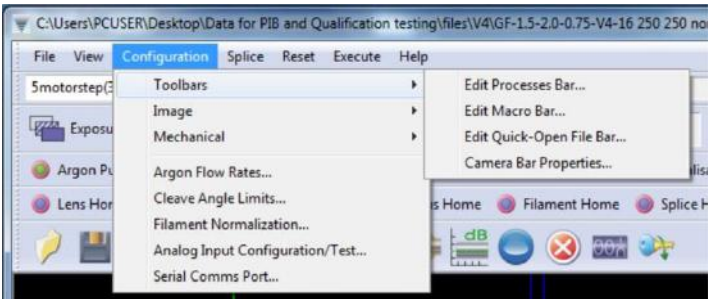 C:\Users\PCUSER\Desktop\Data for PIB and Qualification testing\files\V4\GF-1.5-2.0-0.75-V4-16 250 250
File View Configuration Splice Reset Execute Help
5motorstep(3
Toolbars
Edit Processes Bar...
Image
Edit Macro Bar...
Mechanical
Edit Quick-Open File Bar...
Camera Bar Properties...
Argon Flow Rates...
Cleave Angle Limits...
Filament Normalization...
Analog Input Configuration/Test...
Serial Comms Port...
Exposu
Argon Pu
Lens Hor
s Home Filament Home Splice H
dB